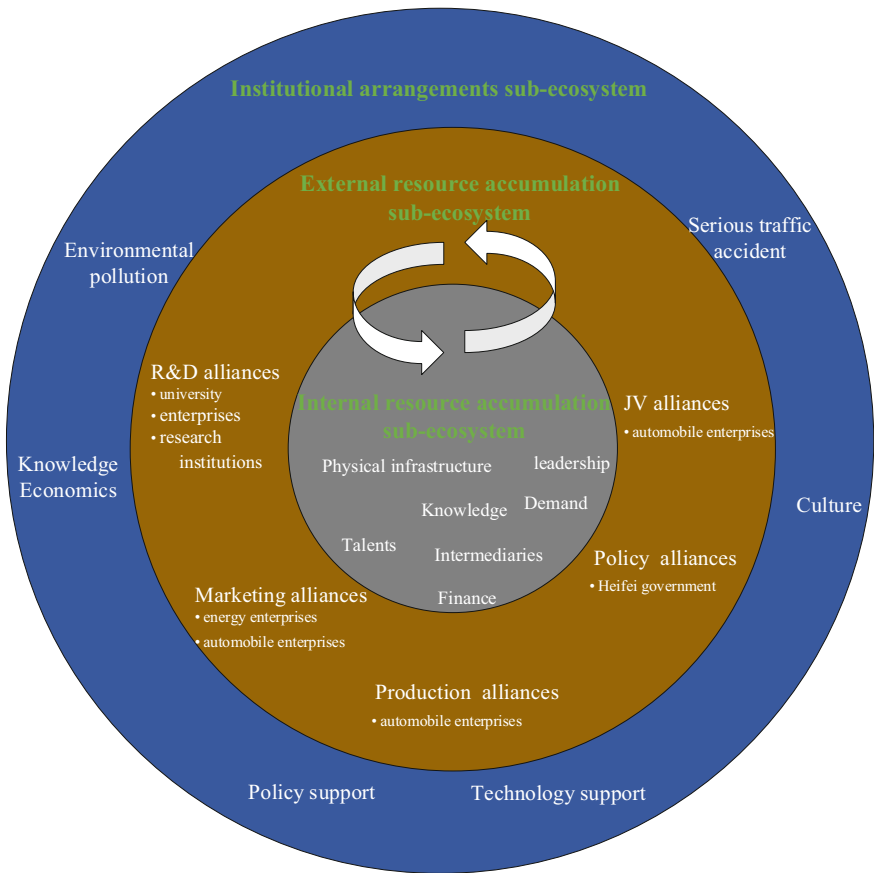 Institutional arrangements sub-ecosystem
External resource accumulation
sub-ecosystem
Environmental
pollution
Serious traffic
accident
R&D alliances
• university
• enterprises
• research
institutions
Internal resource accumulation
sub-ecosystem
JV alliances
• automobile enterprises
Physical infrastructure
leadership
Knowledge
Economics
Knowledge
Demand
Culture
Talents
Intermediaries
Policy alliances
• Heifei government
Marketing alliances
• energy enterprises
• automobile enterprises
Finance
Production alliances
• automobile enterprises
Policy support
Technology support